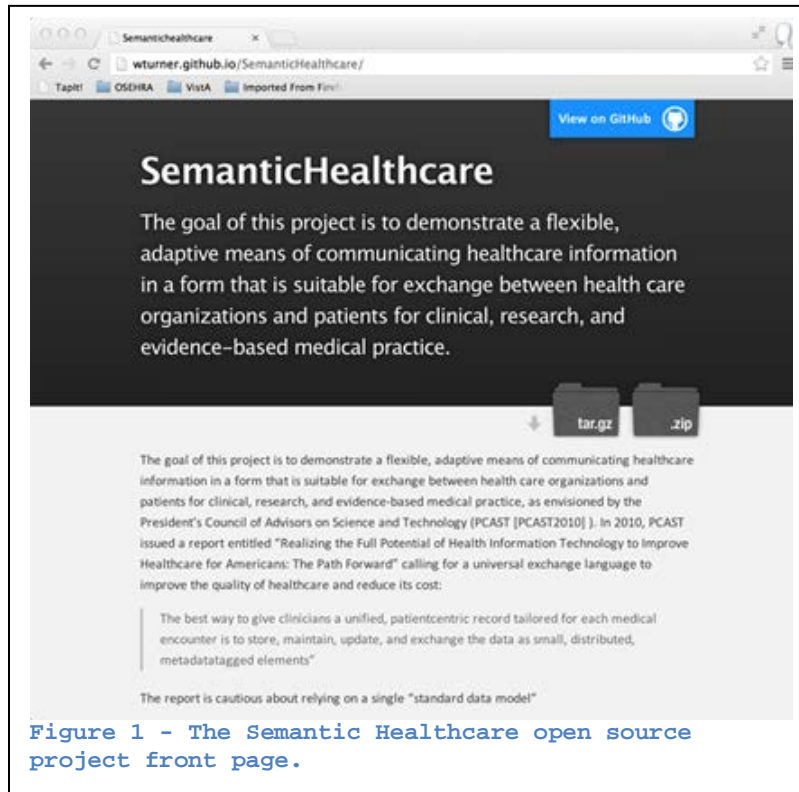 Semantichealthcare
wturner.github.io/SemanticHealthcare/
TapIt! OSEHRA VistA Imported From Firef
View on GitHub
SemanticHealthcare
The goal of this project is to demonstrate a flexible,
adaptive means of communicating healthcare information
in a form that is suitable for exchange between health care
organizations and patients for clinical, research, and
evidence-based medical practice.
tar.gz .zip
The goal of this project is to demonstrate a flexible, adaptive means of communicating healthcare
information in a form that is suitable for exchange between health care organizations and
patients for clinical, research, and evidence-based medical practice, as envisioned by the
President's Council of Advisors on Science and Technology (PCAST [PCAST2010] ). In 2010, PCAST
issued a report entitled "Realizing the Full Potential of Health Information Technology to Improve
Healthcare for Americans: The Path Forward" calling for a universal exchange language to
improve the quality of healthcare and reduce its cost:
The best way to give clinicians a unified, patientcentric record tailored for each medical
encounter is to store, maintain, update, and exchange the data as small, distributed,
metadatatagged elements"
The report is cautious about relying on a single "standard data model"
Figure 1 - The Semantic Healthcare open source
project front page.